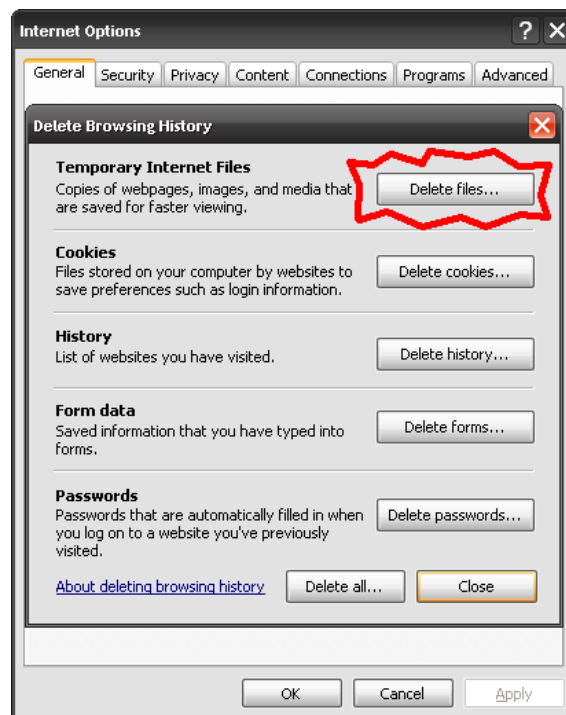 Internet Options
General Security Privacy Content Connections Programs Advanced
Delete Browsing History
Temporary Internet Files
Copies of webpages, images, and media that
are saved for faster viewing.
Delete files...
Cookies
Files stored on your computer by websites to
save preferences such as login information.
Delete cookies...
History
List of websites you have visited.
Delete history...
Form data
Saved information that you have typed into
forms.
Delete forms...
Passwords
Passwords that are automatically filled in when
you log on to a website you've previously
visited.
Delete passwords...
About deleting browsing history Delete all... Close
OK Cancel Apply